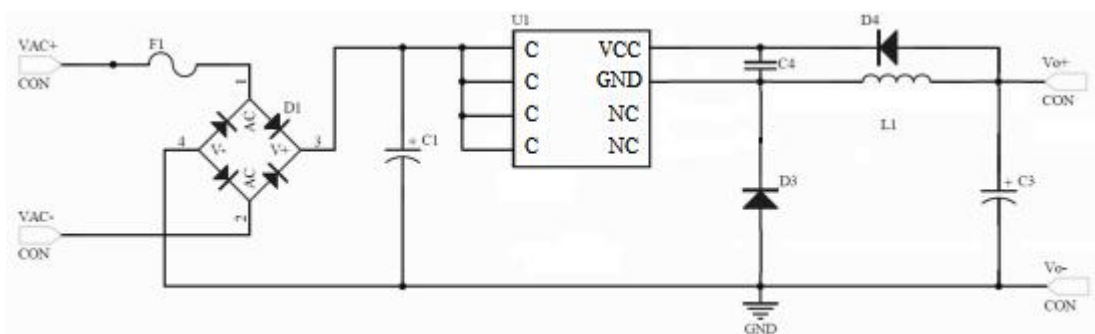 U1
D4
VAC+
F1
C
VCC
Vo+
CON
1
C
GND
C4
CON
D1
AC
C
NC
L1
4
V-
V+
3
+
C1
C
NC
AC
D3
+
C3
VAC-
2
CON
Vo-
CON
GND